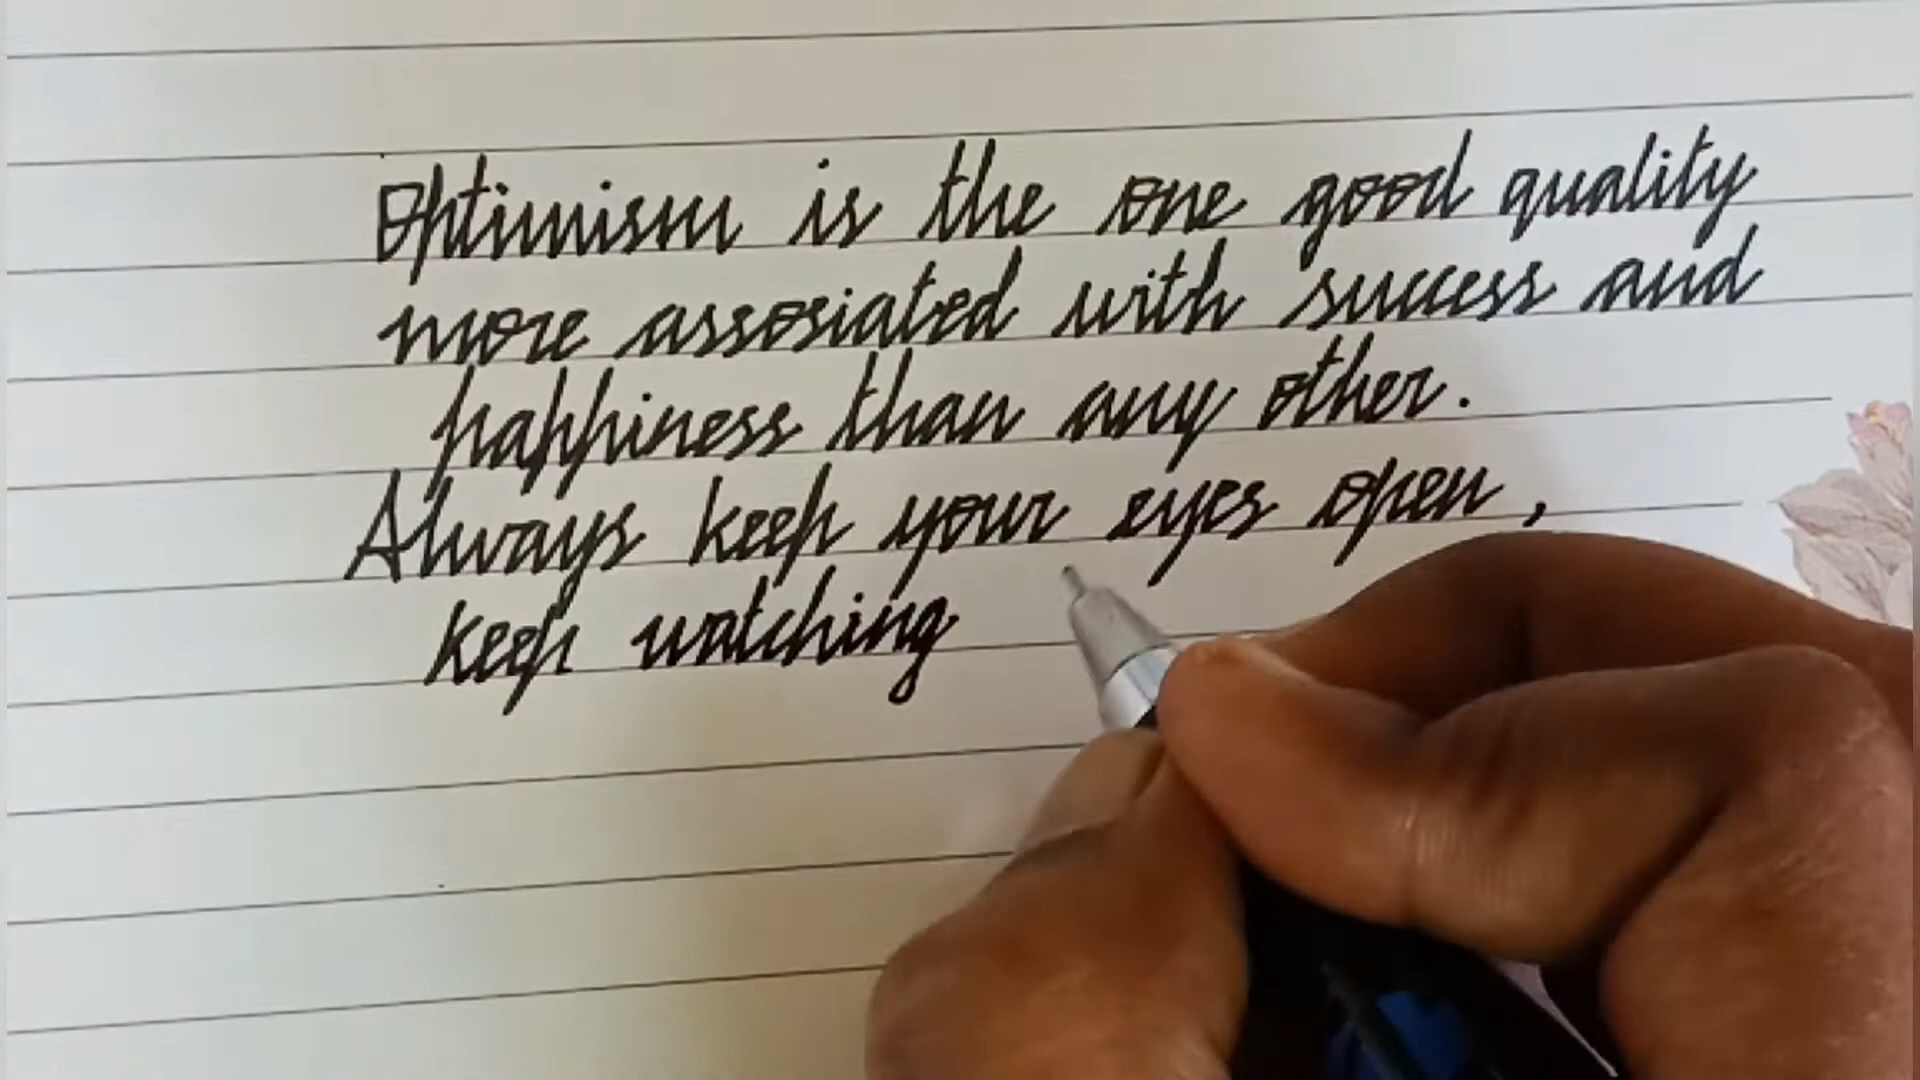 Optimism is the one good quality
more assosiated with success and
happiness than any other.
Always keep your eyes open,
keep watching